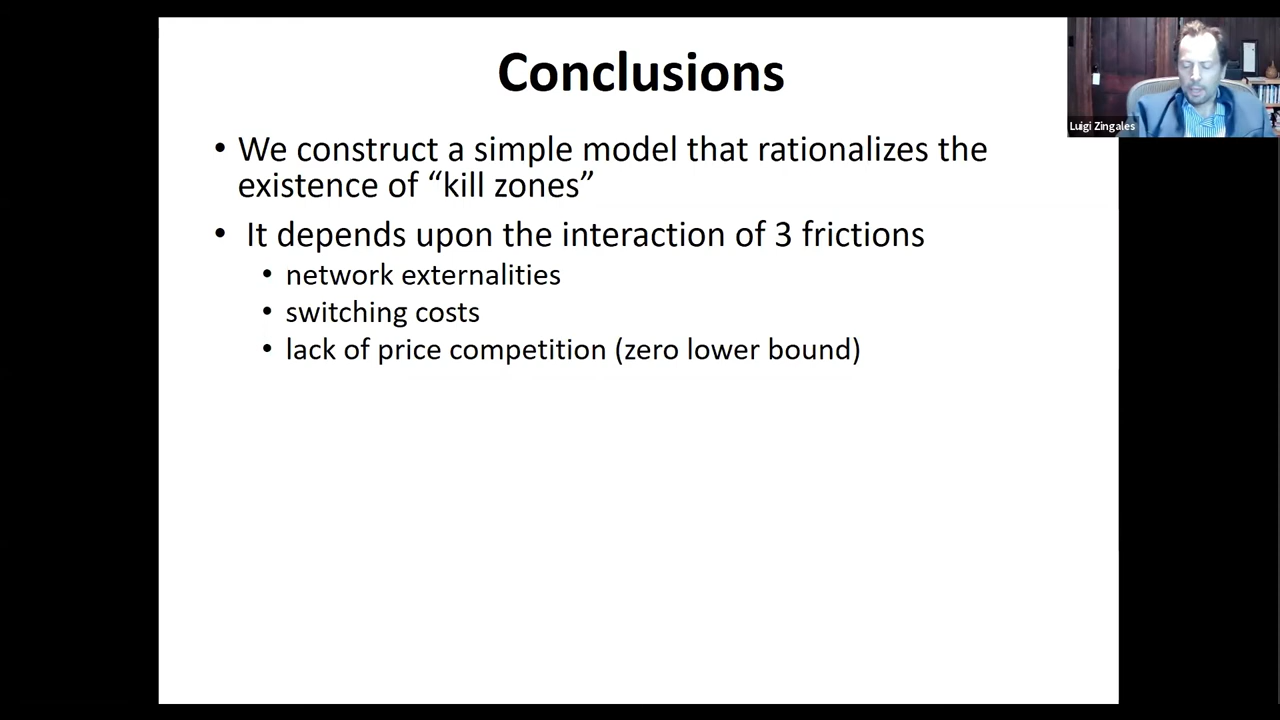 Conclusions
Luigi Zingales
• We construct a simple model that rationalizes the
existence of “kill zones”
• It depends upon the interaction of 3 frictions
• network externalities
• switching costs
• lack of price competition (zero lower bound)